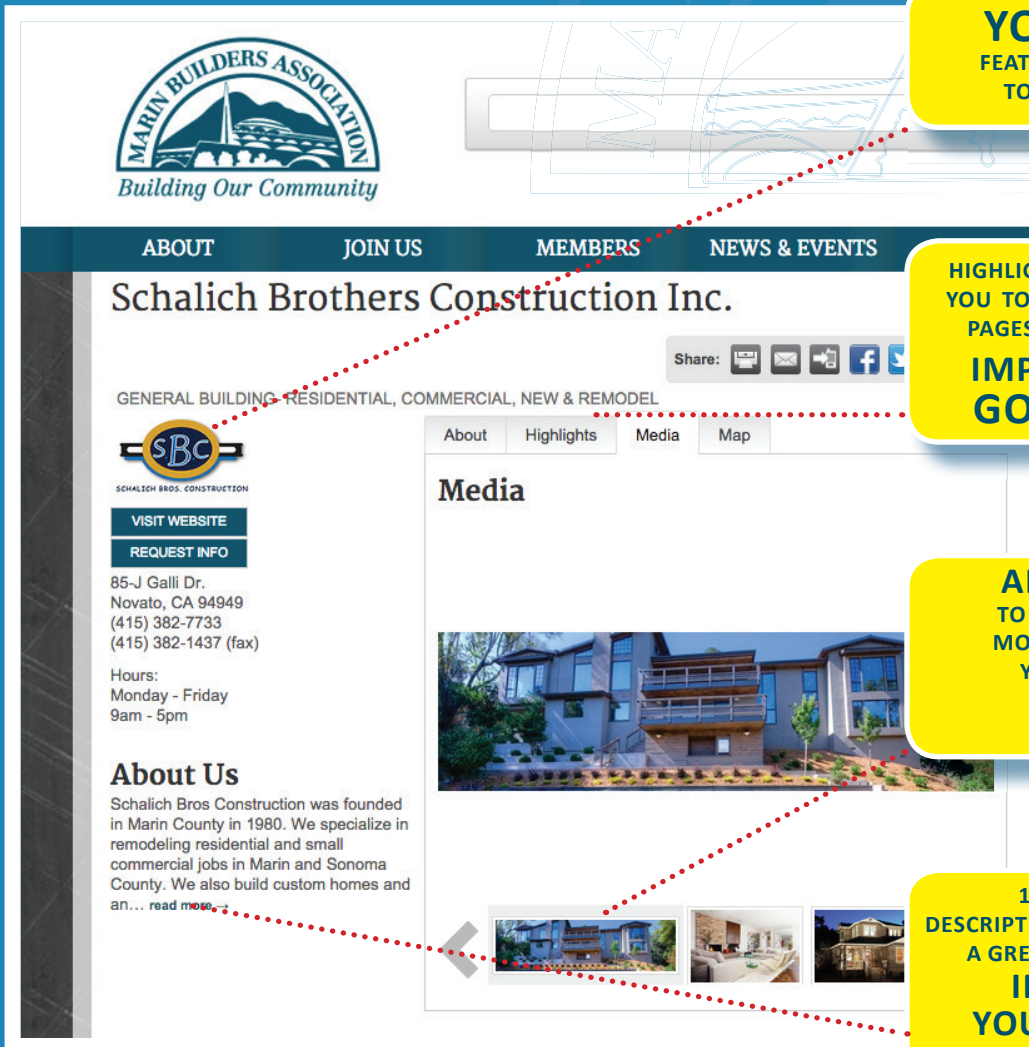 MARIN BUILDERS ASSOCIATION
Building Our Community
MA
YO
FEAT
TO
ABOUT JOIN US MEMBERS NEWS & EVENTS
Schalich Brothers Construction Inc.
Share:
GENERAL BUILDING- RESIDENTIAL, COMMERCIAL, NEW & REMODEL
HIGHLIG
YOU TO
PAGES
IMP
GO
S.B.C
SCHALICH BROS. CONSTRUCTION
VISIT WEBSITE
REQUEST INFO
85-J Galli Dr.
Novato, CA 94949
(415) 382-7733
(415) 382-1437 (fax)
Hours:
Monday - Friday
9am - 5pm
About Us
Schalich Bros Construction was founded
in Marin County in 1980. We specialize in
remodeling residential and small
commercial jobs in Marin and Sonoma
County. We also build custom homes and
an... read more →
About Highlights Media Map
Media
TO
MO
Y
1
DESCRIPT
A GRE
YOU